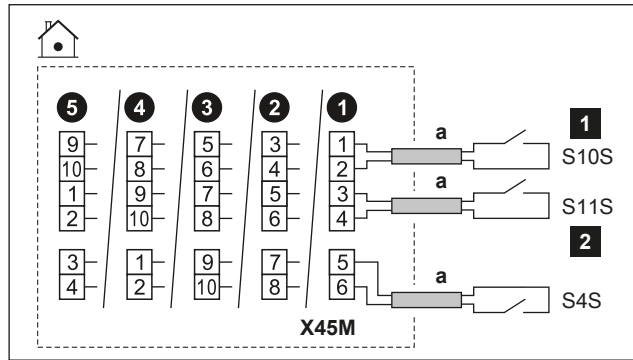 5 4 3 2 1
9 7 5 3 1 a 1
10 8 6 4 2 S10S
1 9 7 5 3 a S11S
2 10 8 6 4 2
3 1 9 7 5 a
4 2 10 8 6 S4S
X45M